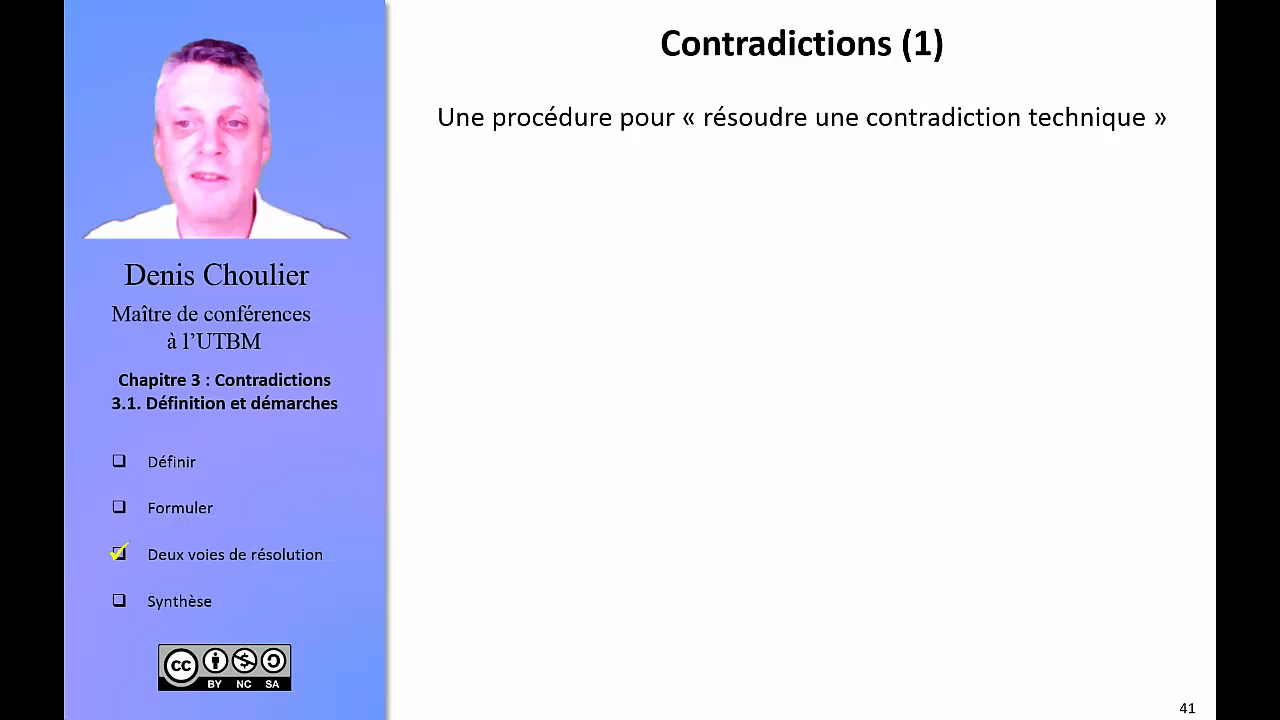 Contradictions (1)
Une procédure pour « résoudre une contradiction technique »
Denis Choulier
Maître de conférences
à l’UTBM
Chapitre 3 : Contradictions
3.1. Définition et démarches
Définir
Formuler
Deux voies de résolution
Synthèse
cc
BY NC SA
41